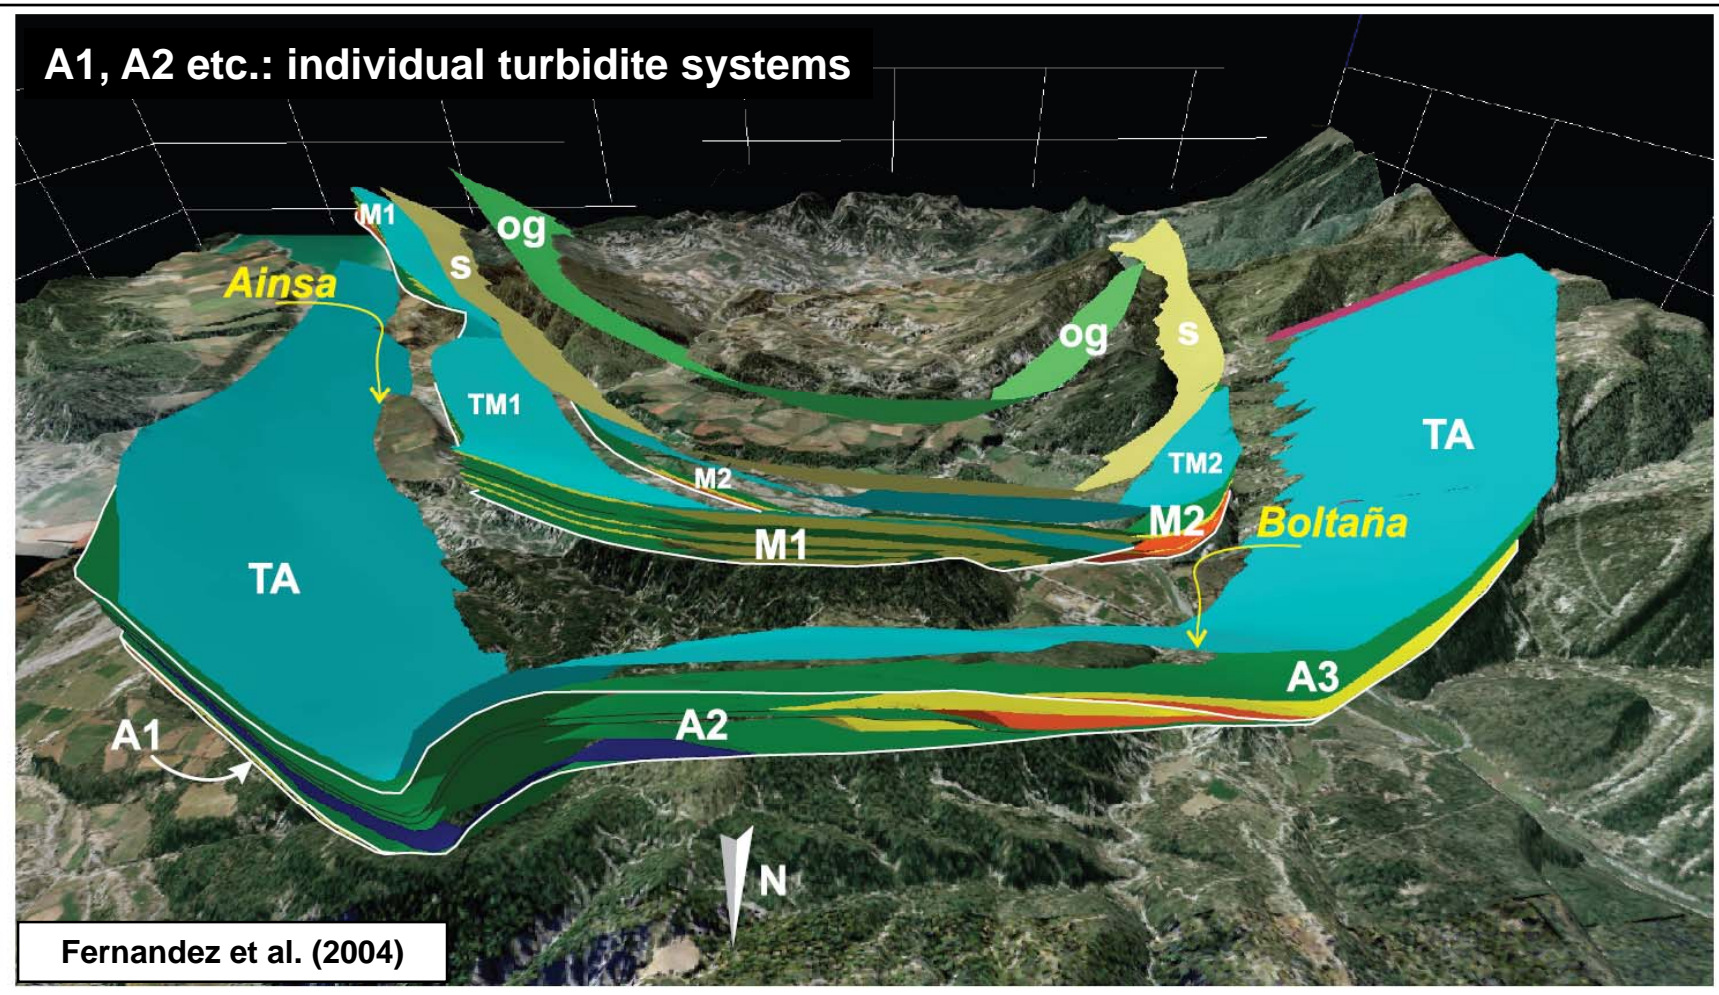 A1, A2 etc.: individual turbidite systems
M1
og
s
Ainsa
og
s
TM1
TA
M2
TM2
M2
Boltaña
M1
TA
A3
A2
A1
N
Fernandez et al. (2004)